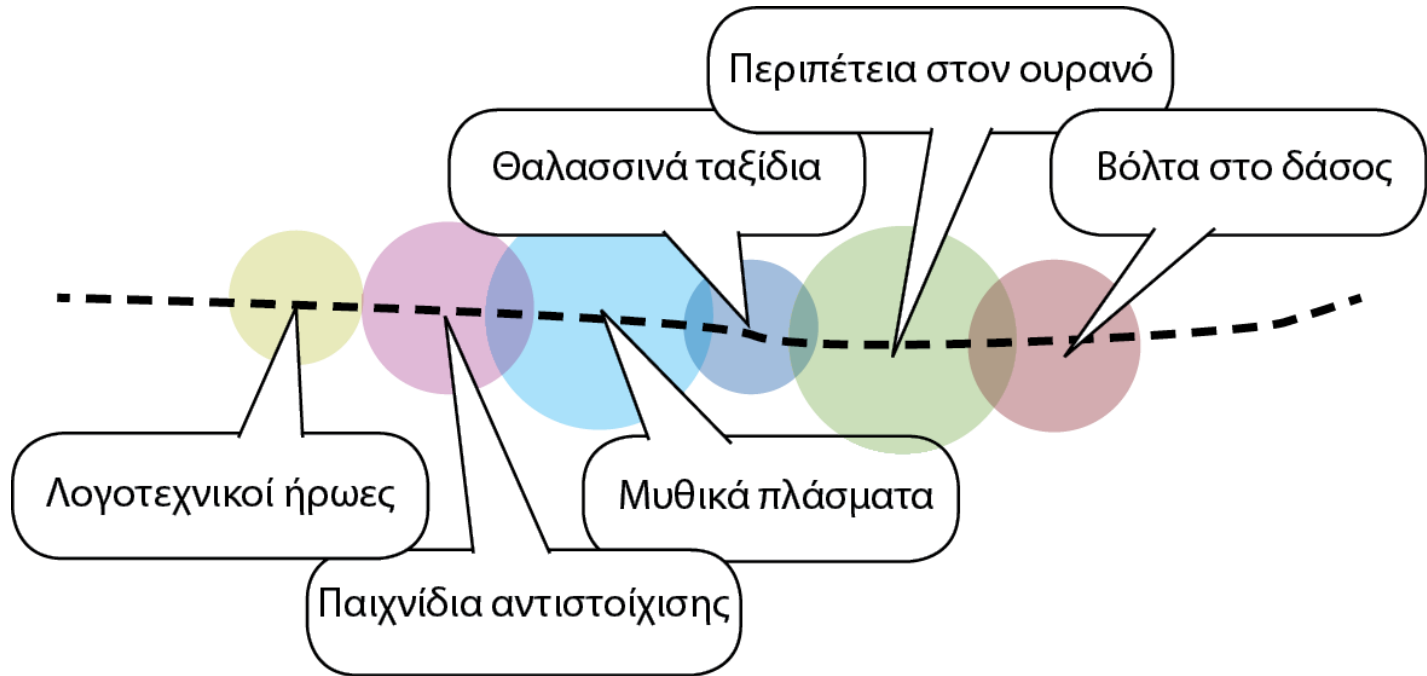 Περιπέτεια στον ουρανό
Θαλασσινά ταξίδια
Βόλτα στο δάσος
Λογοτεχνικοί ήρωες
Μυθικά πλάσματα
Παιχνίδια αντιστοίχισης